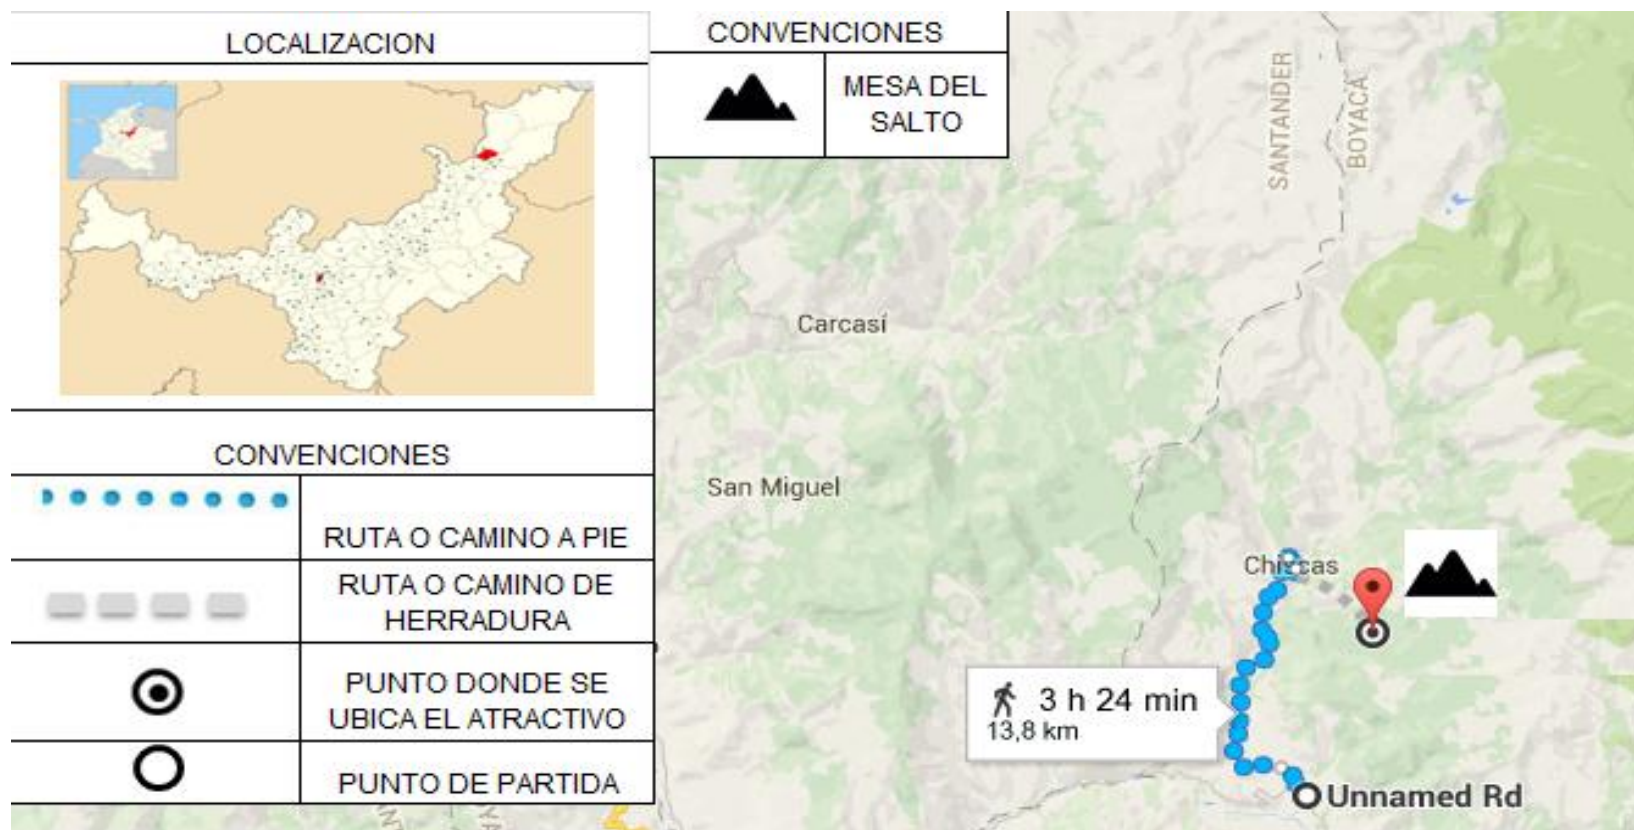 LOCALIZACION
CONVENCIONES
RUTA O CAMINO A PIE
RUTA O CAMINO DE
HERRADURA
PUNTO DONDE SE
UBICA EL ATRACTIVO
PUNTO DE PARTIDA
CONVENCIONES
MESA DEL
SALTO
SANTANDER
BOYACÁ
Carcasí
San Miguel
Chiscas
3 h 24 min
13,8 km
Unnamed Rd